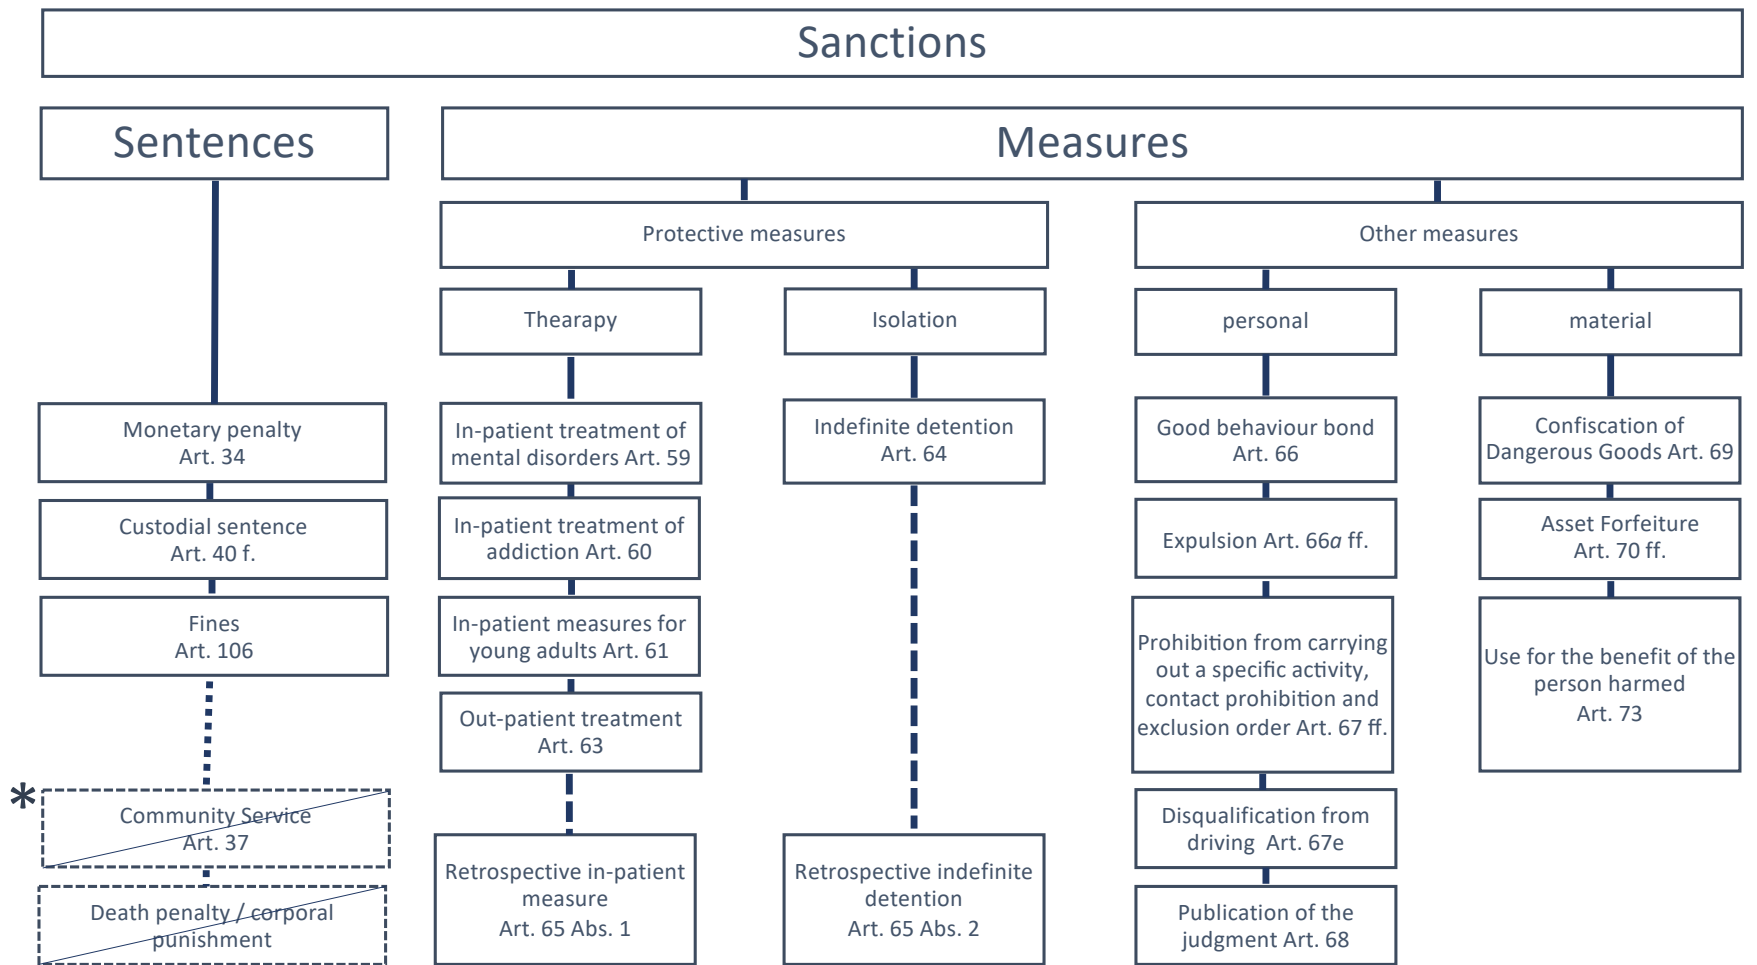 Sanctions
Sentences
Measures
Protective measures
Other measures
Thearapy
Isolation
personal
material
Monetary penalty
Art. 34
Custodial sentence
Art. 40 f.
Fines
Art. 106
*
Community Service
Art. 37
Death penalty / corporal
punishment
In-patient treatment of
mental disorders Art. 59
In-patient treatment of
addiction Art. 60
In-patient measures for
young adults Art. 61
Out-patient treatment
Art. 63
Retrospective in-patient
measure
Art. 65 Abs. 1
Indefinite detention
Art. 64
Retrospective indefinite
detention
Art. 65 Abs. 2
Good behaviour bond
Art. 66
Expulsion Art. 66a ff.
Prohibition from carrying
out a specific activity,
contact prohibition and
exclusion order Art. 67 ff.
Disqualification from
driving Art. 67e
Publication of the
judgment Art. 68
Confiscation of
Dangerous Goods Art. 69
Asset Forfeiture
Art. 70 ff.
Use for the benefit of the
person harmed
Art. 73